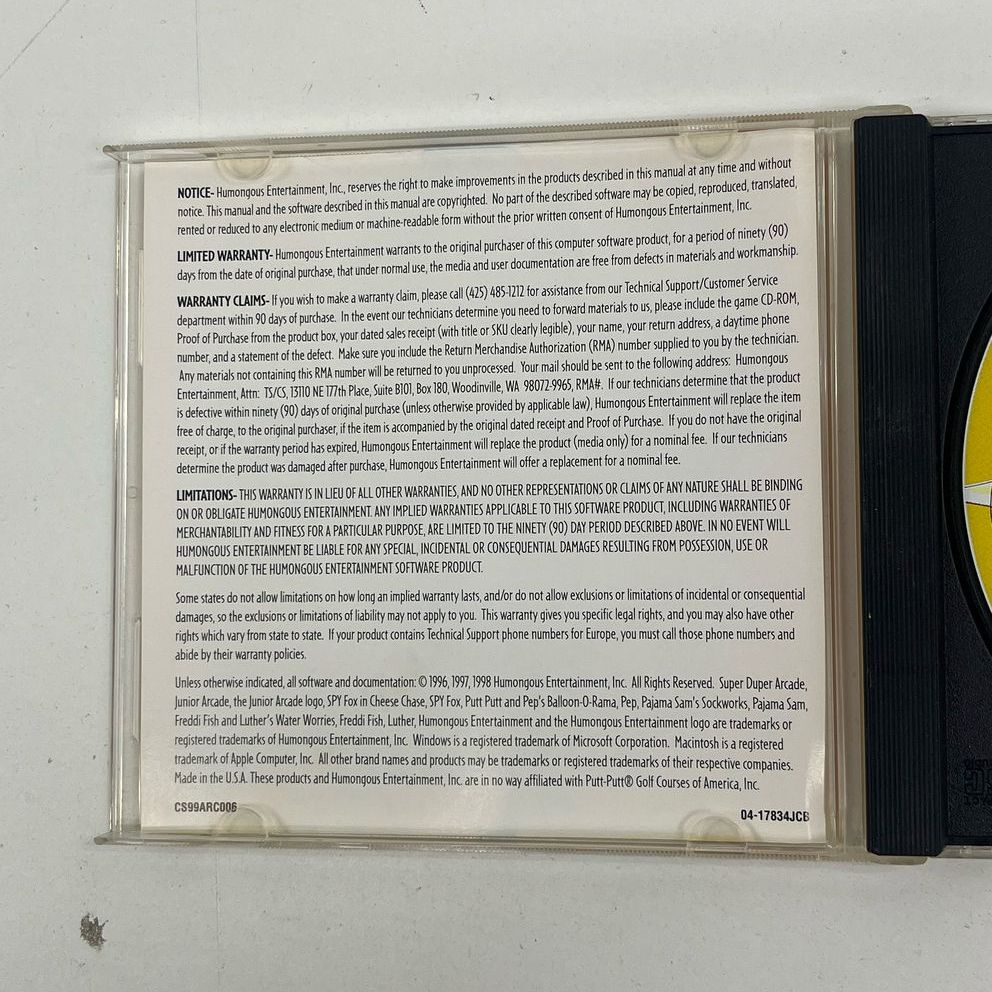 NOTICE- Humongous Entertainment, Inc., reserves the right to make improvements in the products described in this manual at any time and without
notice. This manual and the software described in this manual are copyrighted. No part of the described software may be copied, reproduced, translated,
rented or reduced to any electronic medium or machine-readable form without the prior written consent of Humongous Entertainment, Inc.
LIMITED WARRANTY- Humongous Entertainment warrants to the original purchaser of this computer software product, for a period of ninety (90)
days from the date of original purchase, that under normal use, the media and user documentation are free from defects in materials and workmanship.
WARRANTY CLAIMS- If you wish to make a warranty claim, please call (425) 485-1212 for assistance from our Technical Support/Customer Service
department within 90 days of purchase. In the event our technicians determine you need to forward materials to us, please include the game CD-ROM,
Proof of Purchase from the product box, your dated sales receipt (with title or SKU clearly legible), your name, your return address, a daytime phone
number, and a statement of the defect. Make sure you include the Return Merchandise Authorization (RMA) number supplied to you by the technician.
Any materials not containing this RMA number will be returned to you unprocessed. Your mail should be sent to the following address: Humongous
Entertainment, Attn: TS/CS, 13110 NE 177th Place, Suite B101, Box 180, Woodinville, WA 98072-9965, RMA#. If our technicians determine that the product
is defective within ninety (90) days of original purchase (unless otherwise provided by applicable law), Humongous Entertainment will replace the item
free of charge, to the original purchaser, if the item is accompanied by the original dated receipt and Proof of Purchase. If you do not have the original
receipt, or if the warranty period has expired, Humongous Entertainment will replace the product (media only) for a nominal fee. If our technicians
determine the product was damaged after purchase, Humongous Entertainment will offer a replacement for a nominal fee.
LIMITATIONS- THIS WARRANTY IS IN LIEU OF ALL OTHER WARRANTIES, AND NO OTHER REPRESENTATIONS OR CLAIMS OF ANY NATURE SHALL BE BINDING
ON OR OBLIGATE HUMONGOUS ENTERTAINMENT. ANY IMPLIED WARRANTIES APPLICABLE TO THIS SOFTWARE PRODUCT, INCLUDING WARRANTIES OF
MERCHANTABILITY AND FITNESS FOR A PARTICULAR PURPOSE, ARE LIMITED TO THE NINETY (90) DAY PERIOD DESCRIBED ABOVE. IN NO EVENT WILL
HUMONGOUS ENTERTAINMENT BE LIABLE FOR ANY SPECIAL, INCIDENTAL OR CONSEQUENTIAL DAMAGES RESULTING FROM POSSESSION, USE OR
MALFUNCTION OF THE HUMONGOUS ENTERTAINMENT SOFTWARE PRODUCT.
Some states do not allow limitations on how long an implied warranty lasts, and/or do not allow exclusions or limitations of incidental or consequential
damages, so the exclusions or limitations of liability may not apply to you. This warranty gives you specific legal rights, and you may also have other
rights which vary from state to state. If your product contains Technical Support phone numbers for Europe, you must call those phone numbers and
abide by their warranty policies.
Unless otherwise indicated, all software and documentation: © 1996, 1997, 1998 Humongous Entertainment, Inc. All Rights Reserved. Super Duper Arcade,
Junior Arcade, the Junior Arcade logo, SPY Fox in Cheese Chase, SPY Fox, Putt Putt and Pep's Balloon-O-Rama, Pep, Pajama Sam's Sockworks, Pajama Sam,
Freddi Fish and Luther's Water Worries, Freddi Fish, Luther, Humongous Entertainment and the Humongous Entertainment logo are trademarks or
registered trademarks of Humongous Entertainment, Inc. Windows is a registered trademark of Microsoft Corporation. Macintosh is a registered
trademark of Apple Computer, Inc. All other brand names and products may be trademarks or registered trademarks of their respective companies.
Made in the U.S.A. These products and Humongous Entertainment, Inc. are in no way affiliated with Putt-Putt® Golf Courses of America, Inc.
CS99ARC006
04-17834JCB